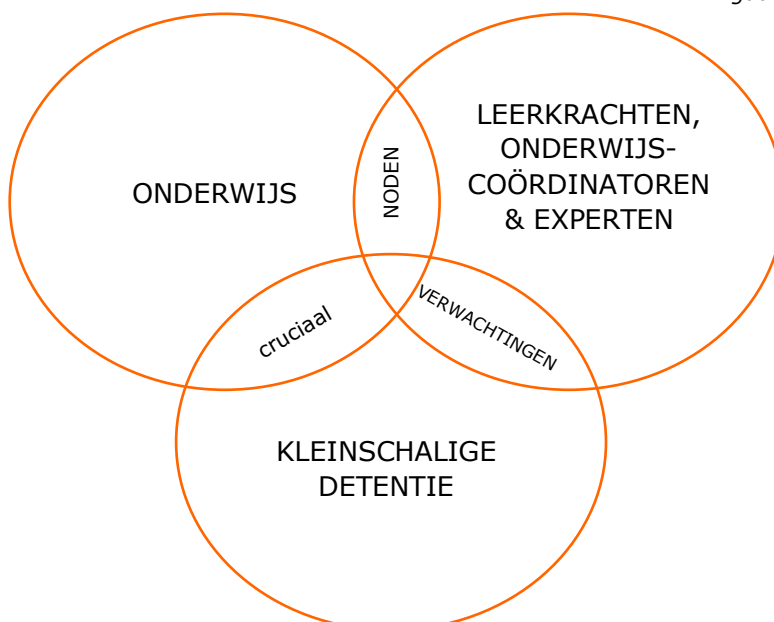 LEERKRACHTEN,
ONDERWIJS-
COÖRDINATOREN
& EXPERTEN
ONDERWIJS
NODEN
cruciaal
VERWACHTINGEN
KLEINSCHALIGE
DETENTIE